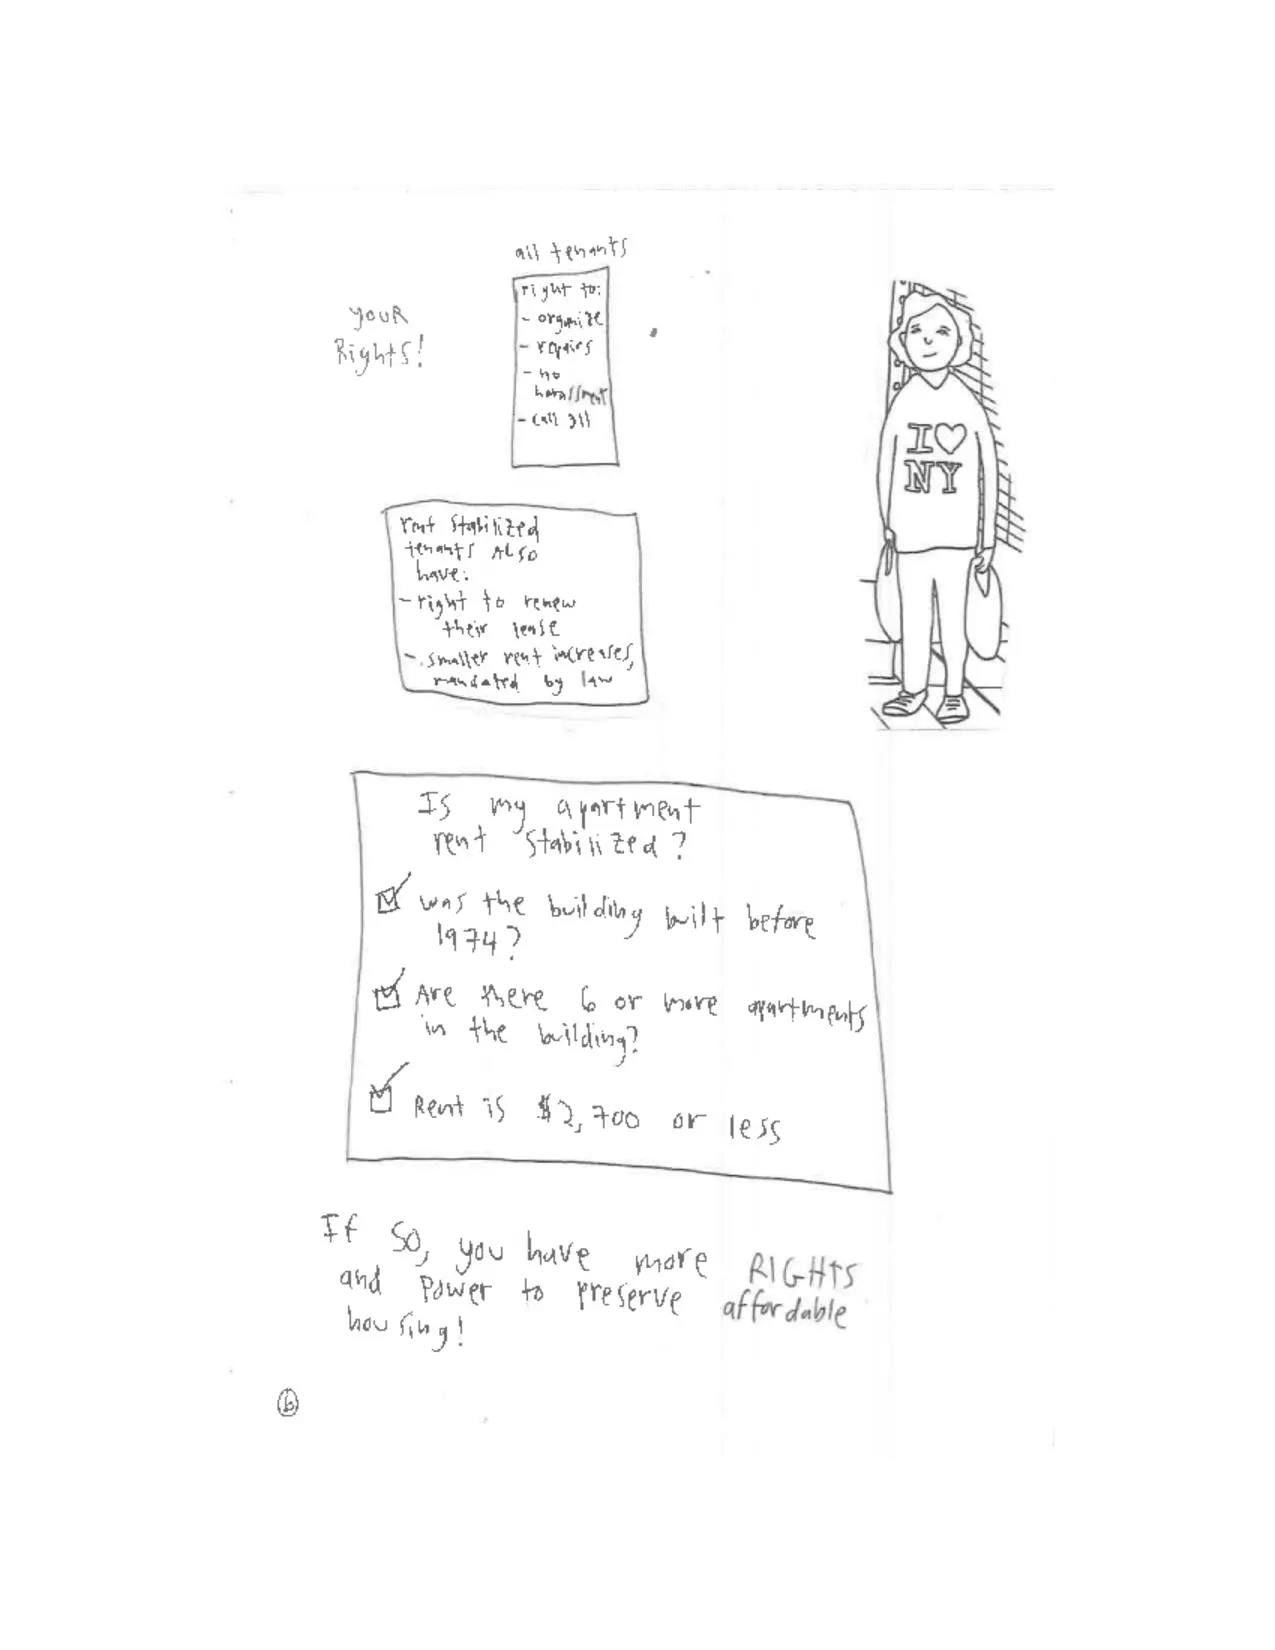 all tenants
YOUR
Rights!
right to:
- organize
- repairs
- no
harassment
- call 311
rent stabilized
tenants ALSO
have:
- right to renew
their lease
- smaller rent increases,
mandated by law
I ♡
NY
Is my apartment
rent stabilized?
was the building built before
1974?
Are there 6 or more apartments
in the building?
Rent is $2,700 or less
If so, you have more RIGHTS
and power to preserve affordable
housing!
6